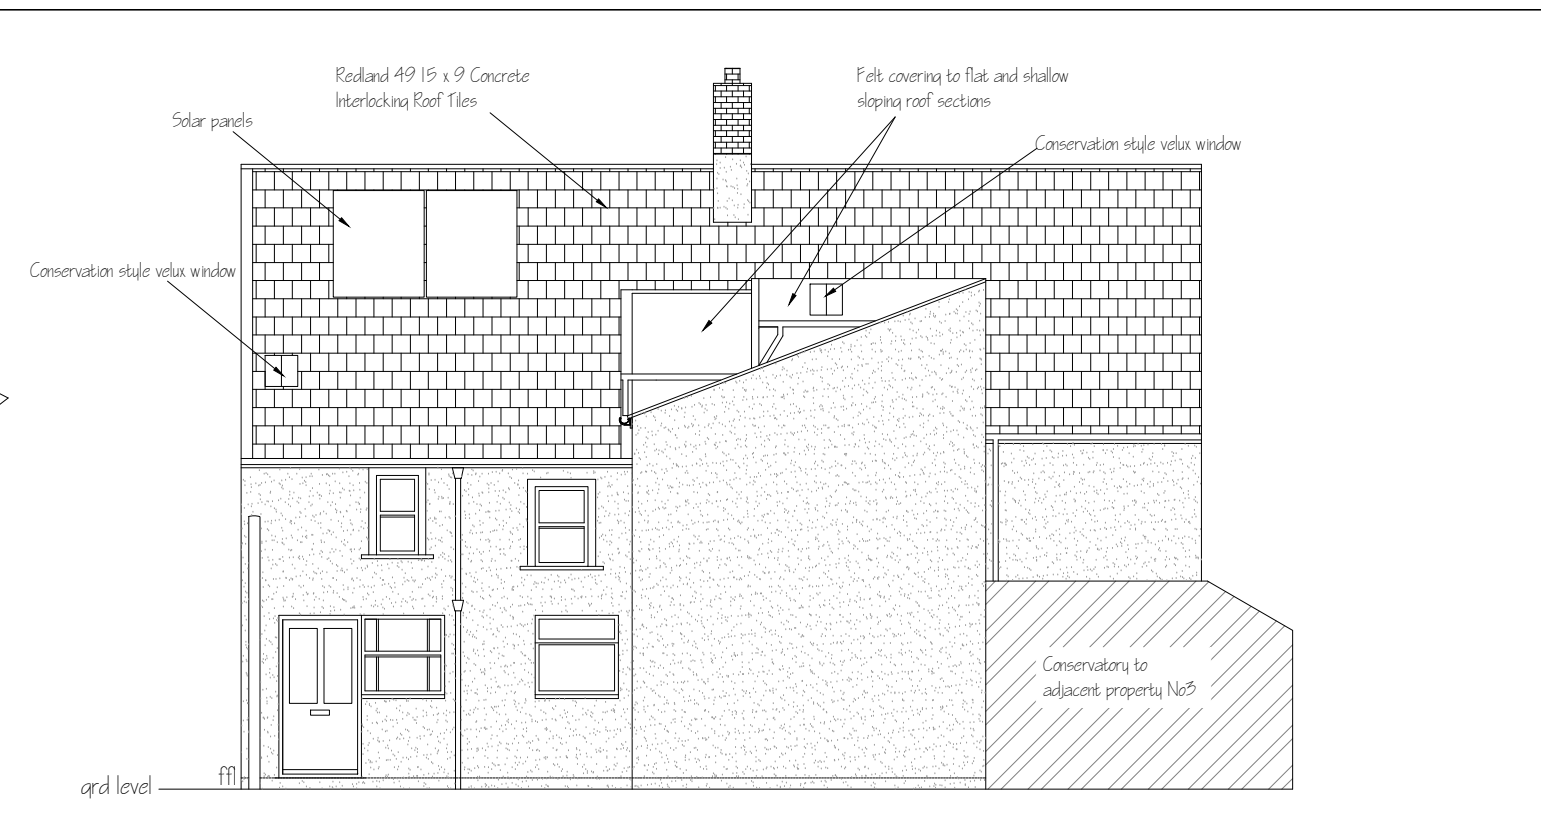 Redland 49 15 x 9 Concrete
Interlocking Roof Tiles
Felt covering to flat and shallow
sloping roof sections
Solar panels
Conservation style velux window
Conservation style velux window
Conservatory to
adjacent property No3
ffl
grd level